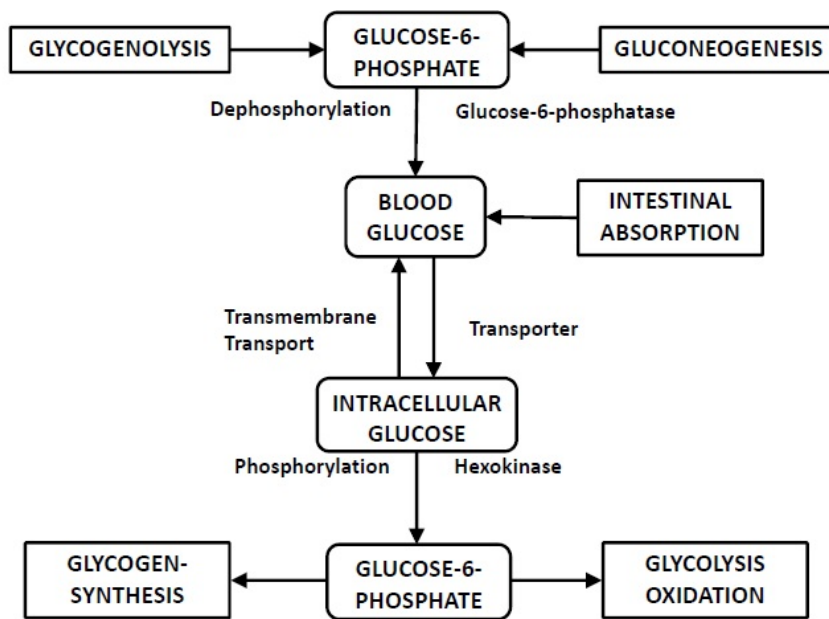 GLYCOGENOLYSIS
GLUCOSE-6-
PHOSPHATE
GLUCONEOGENESIS
Dephosphorylation
Glucose-6-phosphatase
BLOOD
GLUCOSE
INTESTINAL
ABSORPTION
Transmembrane
Transport
Transporter
INTRACELLULAR
GLUCOSE
Phosphorylation
Hexokinase
GLYCOGEN-
SYNTHESIS
GLUCOSE-6-
PHOSPHATE
GLYCOLYSIS
OXIDATION